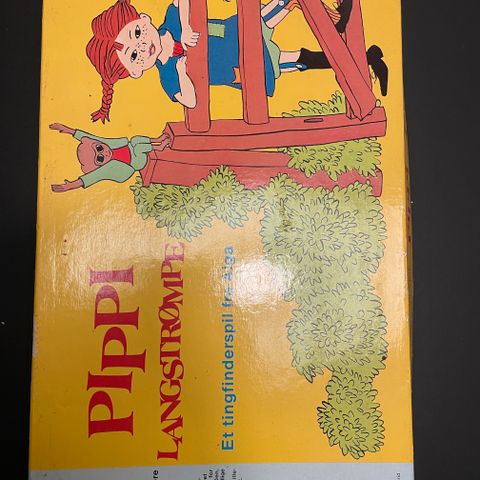 PIPPI
LANGSTRØMPE
Et tingfinderspil fra Alga